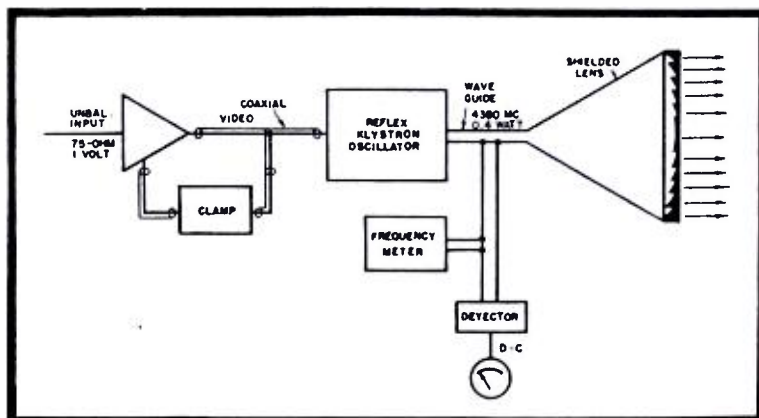 UNBAL.
INPUT
75-OHM
1 VOLT
VIDEO
COAXIAL
CLAMP
REFLEX
KLYSTRON
OSCILLATOR
WAVE
GUIDE
4380 MC
0.4 WATT
SHIELDED
LENS
FREQUENCY
METER
DETECTOR
D-C